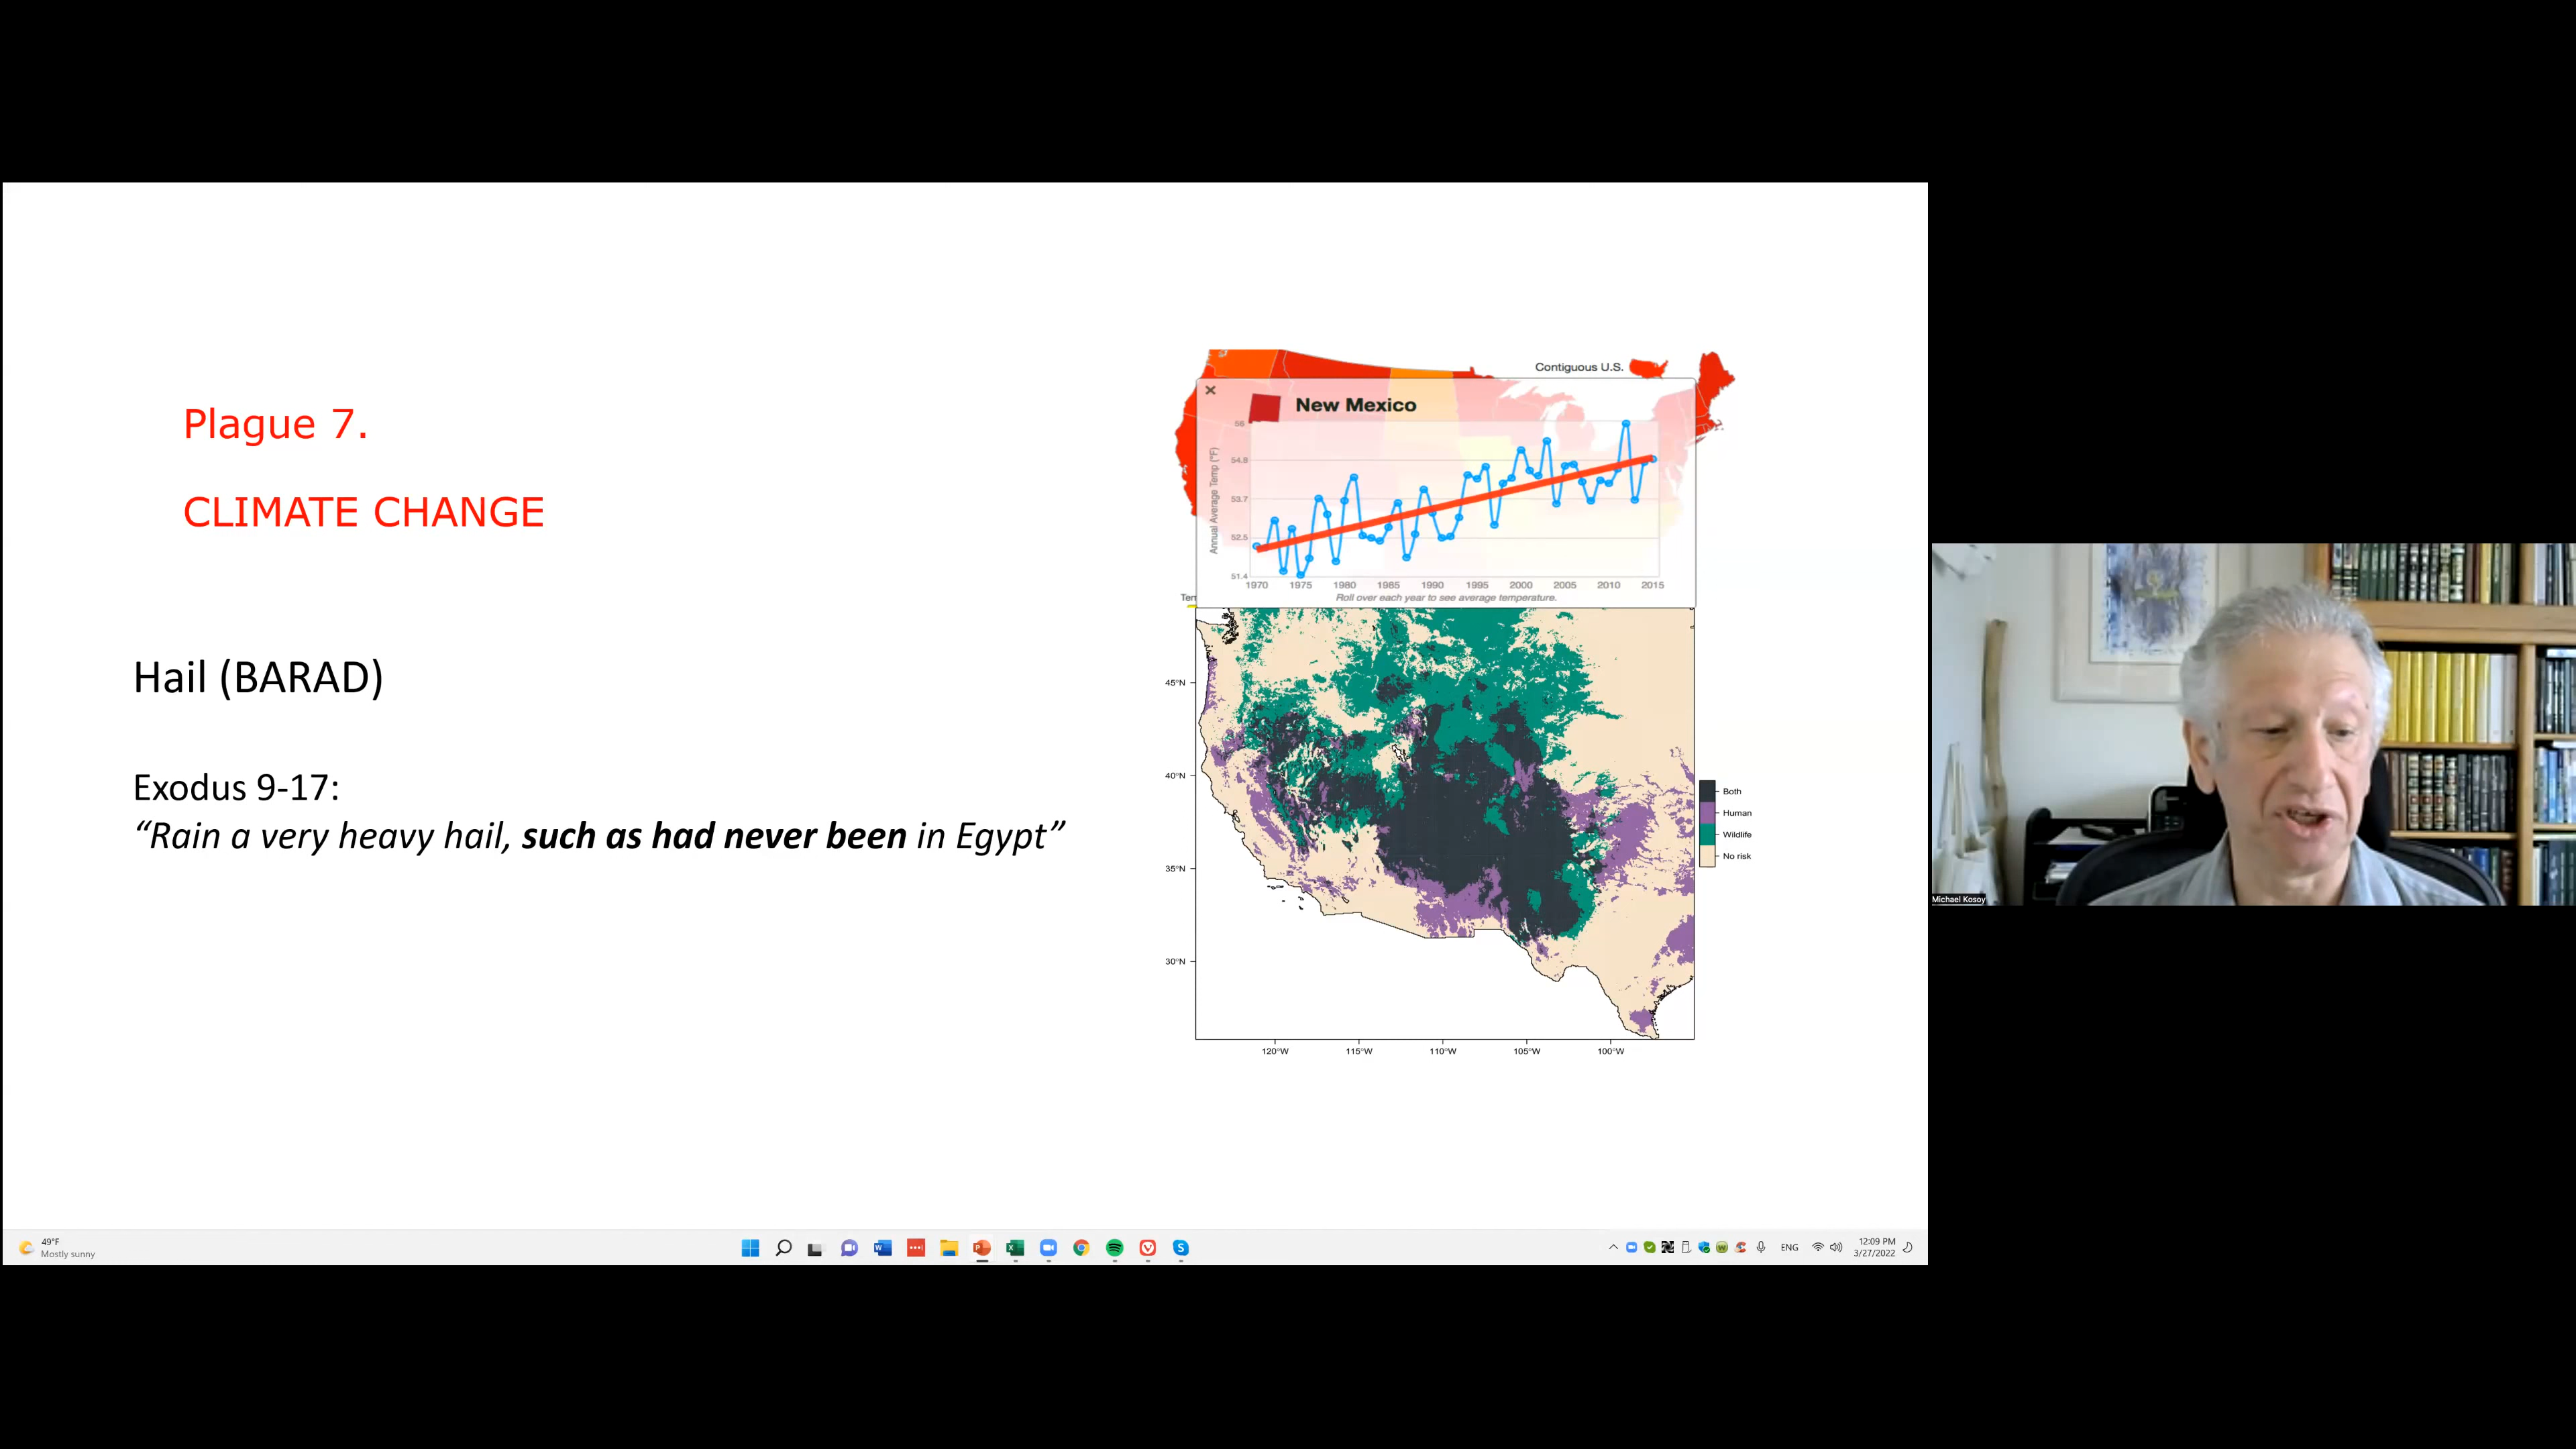 Plague 7.
CLIMATE CHANGE
Hail (BARAD)
Exodus 9-17:
“Rain a very heavy hail, such as had never been in Egypt”
Contiguous U.S.
New Mexico
Annual Average Temp (°F)
56
54.8
53.7
52.5
51.4
1970 1975 1980 1985 1990 1995 2000 2005 2010 2015
Roll over each year to see average temperature.
Tem
45°N
40°N
35°N
30°N
120°W 115°W 110°W 105°W 100°W
Both
Human
Wildlife
No risk
Michael Kosoy
49°F
Mostly sunny
ENG
12:09 PM
3/27/2022